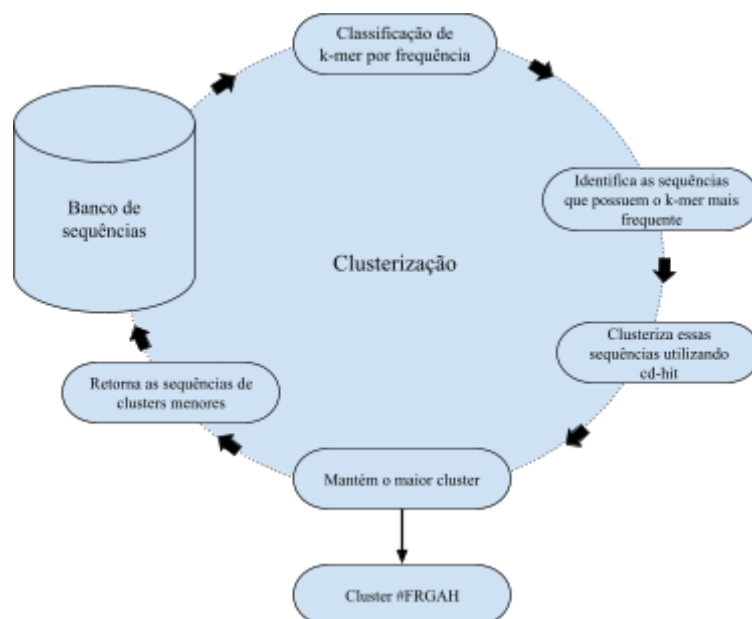 Classificação de
k-mer por frequência
Banco de
sequências
Identifica as sequências
que possuem o k-mer mais
frequente
Clusterização
Clusteriza essas
sequências utilizando
cd-hit
Retorna as sequências de
clusters menores
Mantém o maior cluster
Cluster #FRGAH